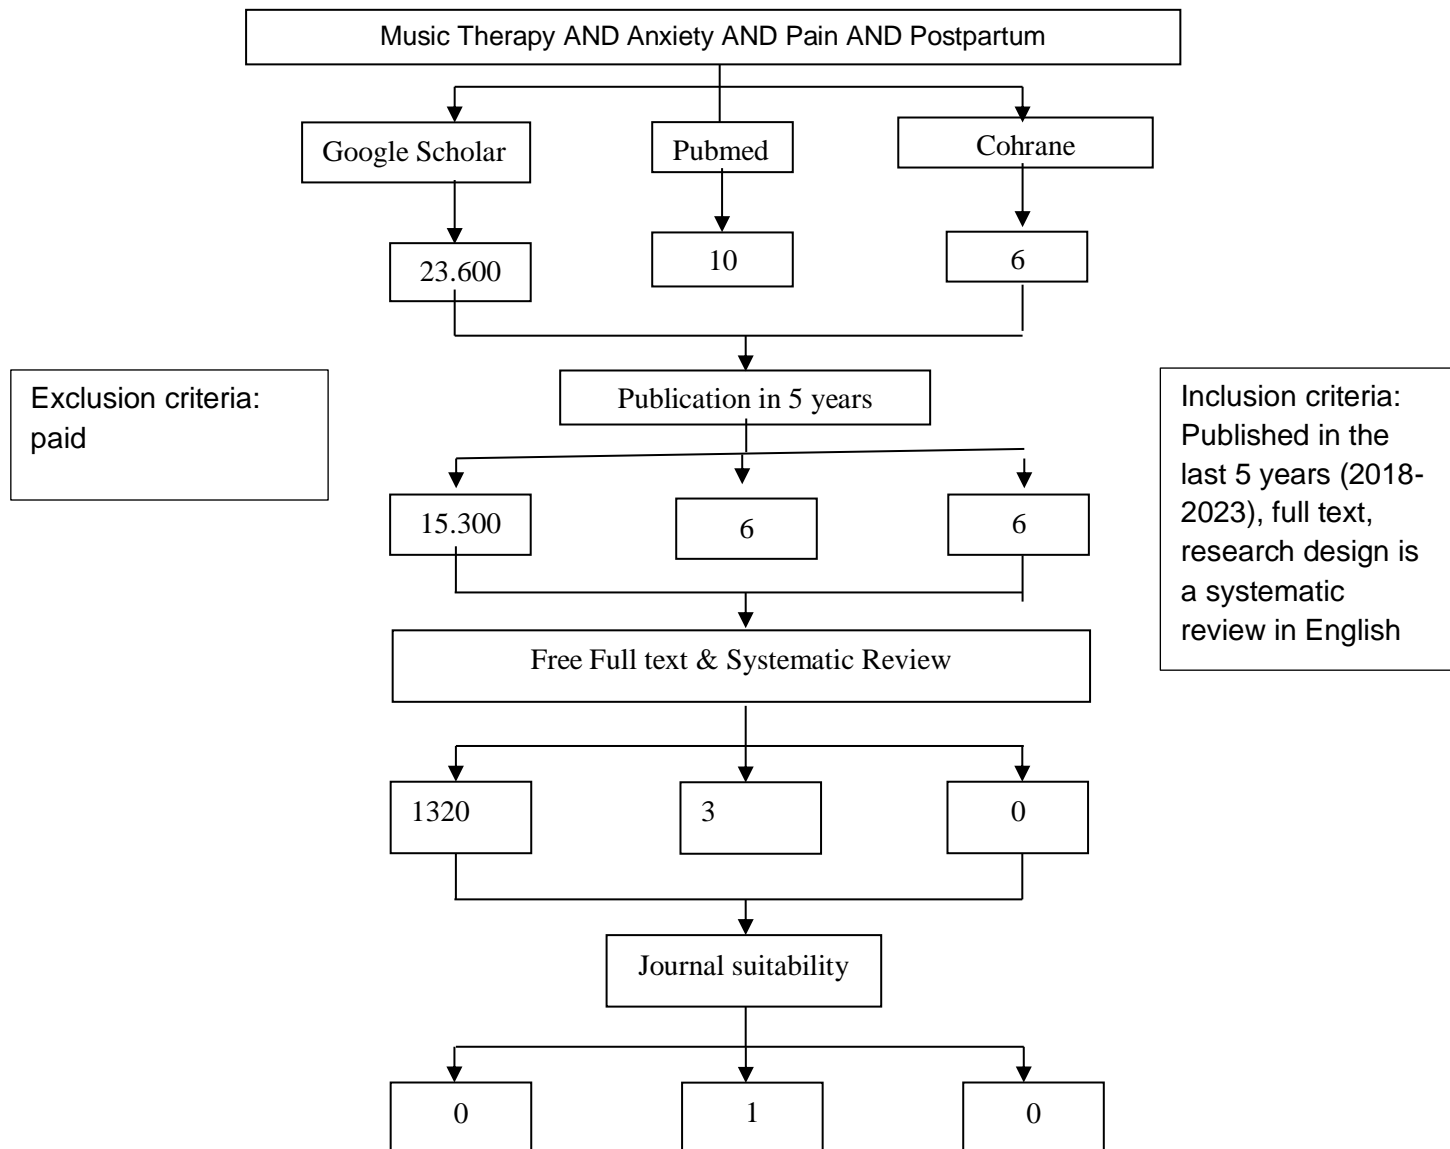 Music Therapy AND Anxiety AND Pain AND Postpartum
Google Scholar
Pubmed
Cohrane
23.600
10
6
Publication in 5 years
Exclusion criteria:
paid
Inclusion criteria:
Published in the
last 5 years (2018-
2023), full text,
research design is
a systematic
review in English
15.300
6
6
Free Full text & Systematic Review
1320
3
0
Journal suitability
0
1
0